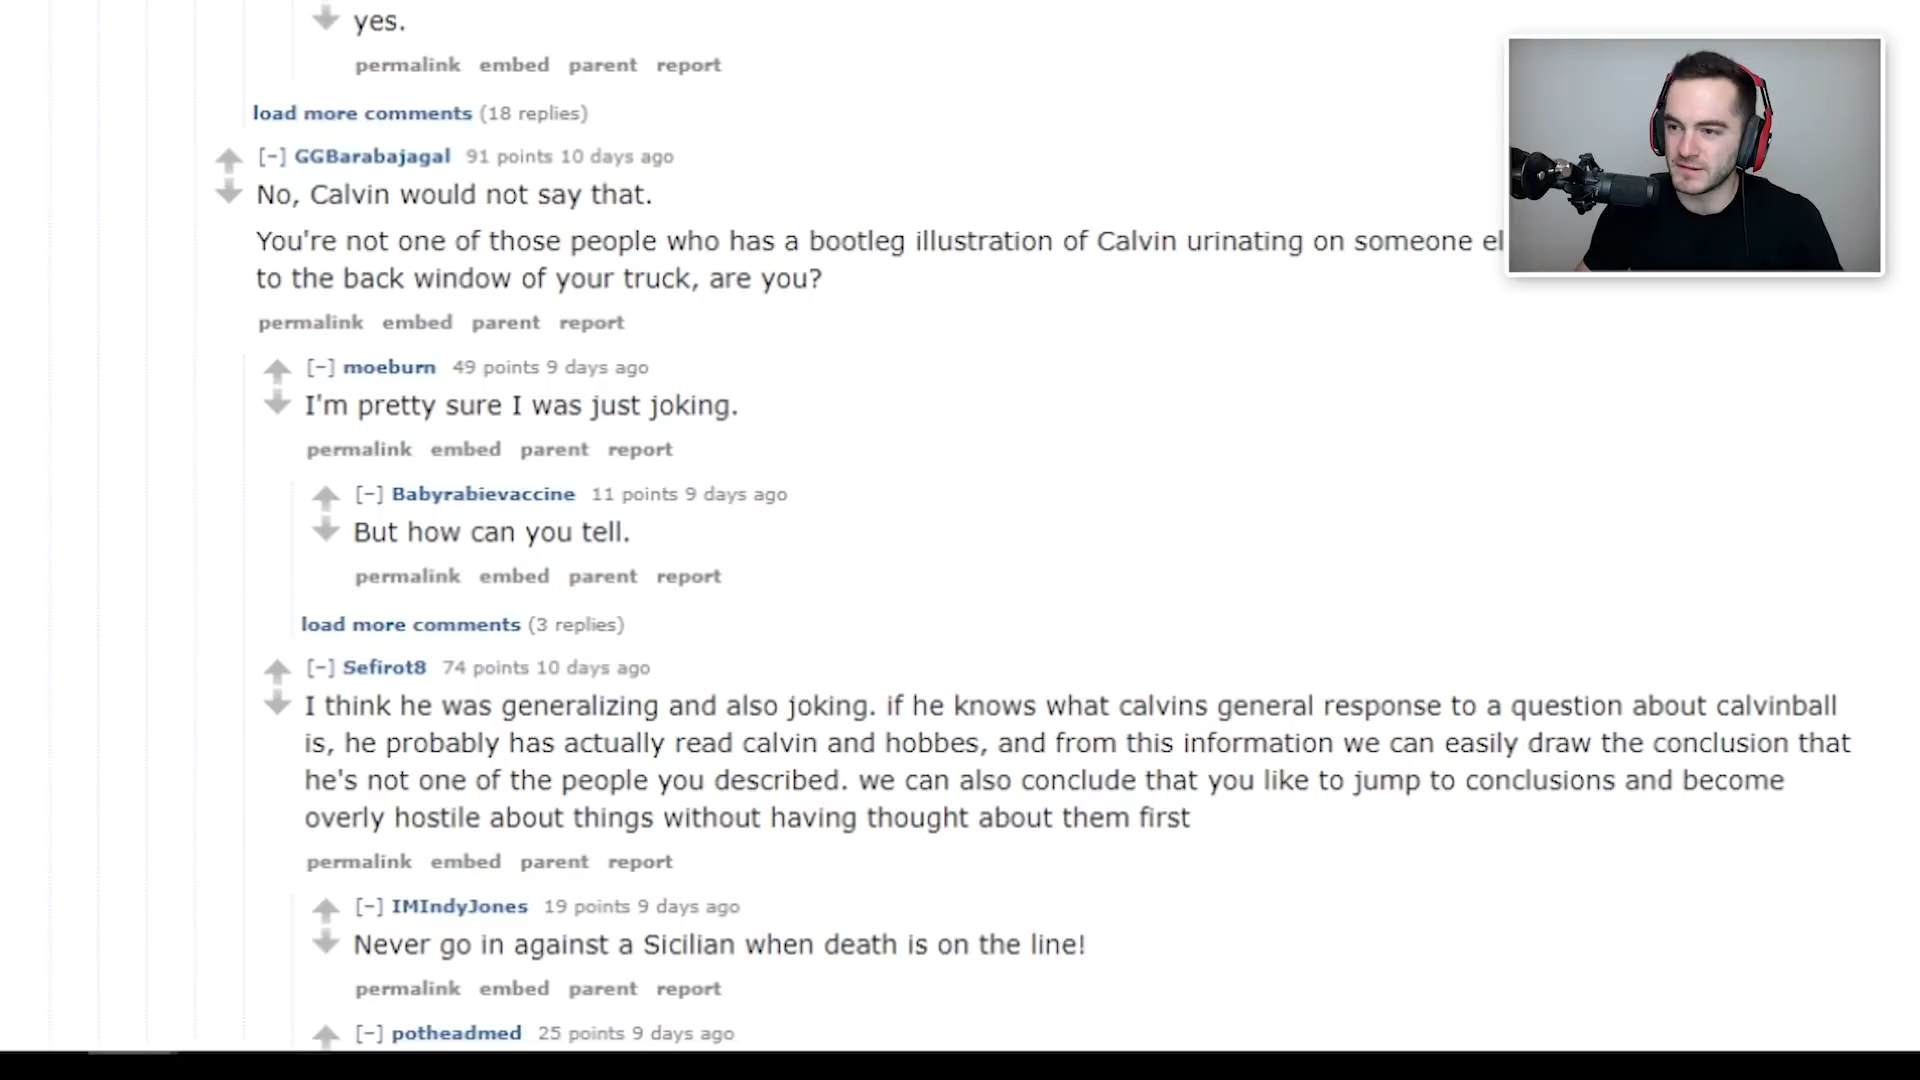 yes.
permalink embed parent report
load more comments (18 replies)
[-] GGBarabajagal 91 points 10 days ago
No, Calvin would not say that.
You're not one of those people who has a bootleg illustration of Calvin urinating on someone
to the back window of your truck, are you?
permalink embed parent report
[-] moeburn 49 points 9 days ago
I'm pretty sure I was just joking.
permalink embed parent report
[-] Babyrabievaccine 11 points 9 days ago
But how can you tell.
permalink embed parent report
load more comments (3 replies)
[-] Sefirot8 74 points 10 days ago
I think he was generalizing and also joking. if he knows what calvins general response to a question about calvinball
is, he probably has actually read calvin and hobbes, and from this information we can easily draw the conclusion that
he's not one of the people you described. we can also conclude that you like to jump to conclusions and become
overly hostile about things without having thought about them first
permalink embed parent report
[-] IMIndyJones 19 points 9 days ago
Never go in against a Sicilian when death is on the line!
permalink embed parent report
[-] potheadmed 25 points 9 days ago